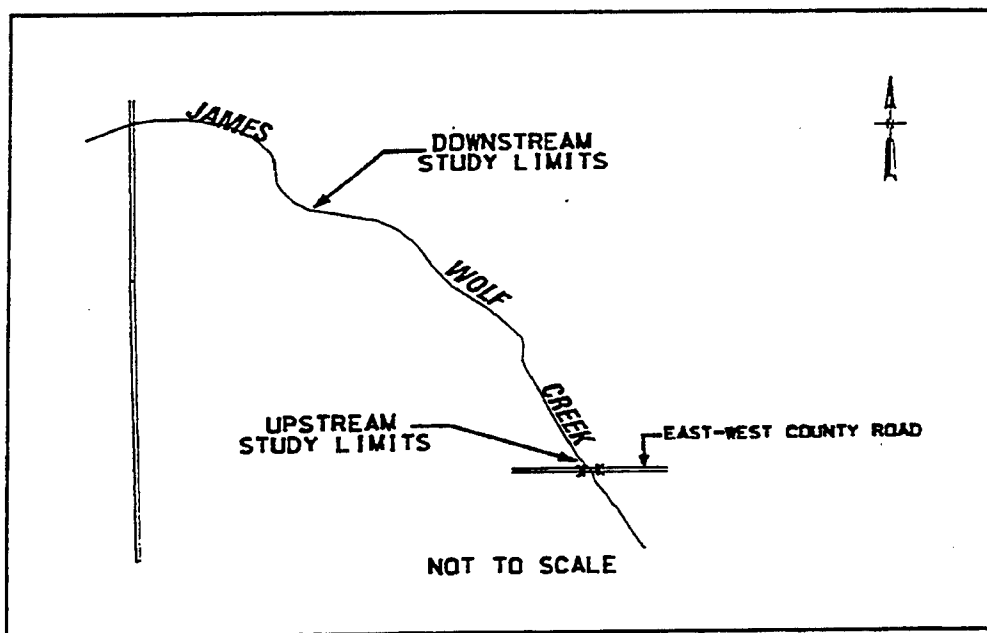 JAMES
DOWNSTREAM
STUDY LIMITS
WOLF
CREEK
UPSTREAM
STUDY LIMITS
EAST-WEST COUNTY ROAD
NOT TO SCALE